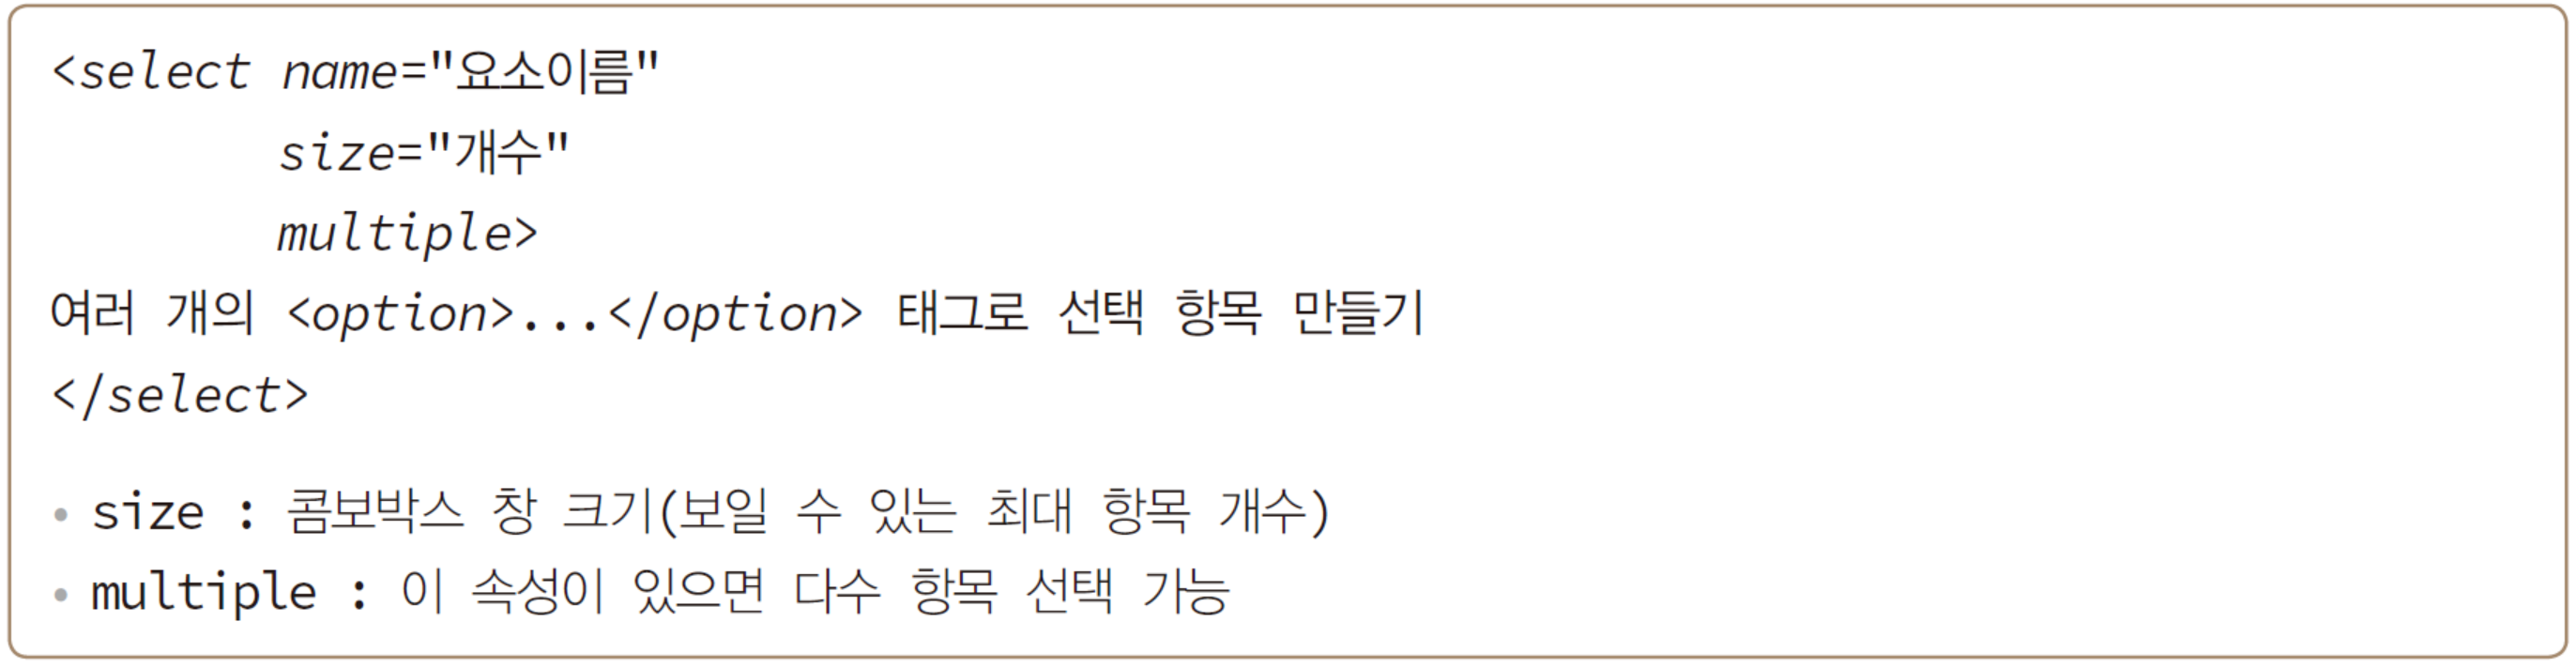 <select name="요소이름"
size="개수"
multiple>
여러 개의 <option>...</option> 태그로 선택 항목 만들기
</select>
• size : 콤보박스 창 크기(보일 수 있는 최대 항목 개수)
• multiple : 이 속성이 있으면 다수 항목 선택 가능